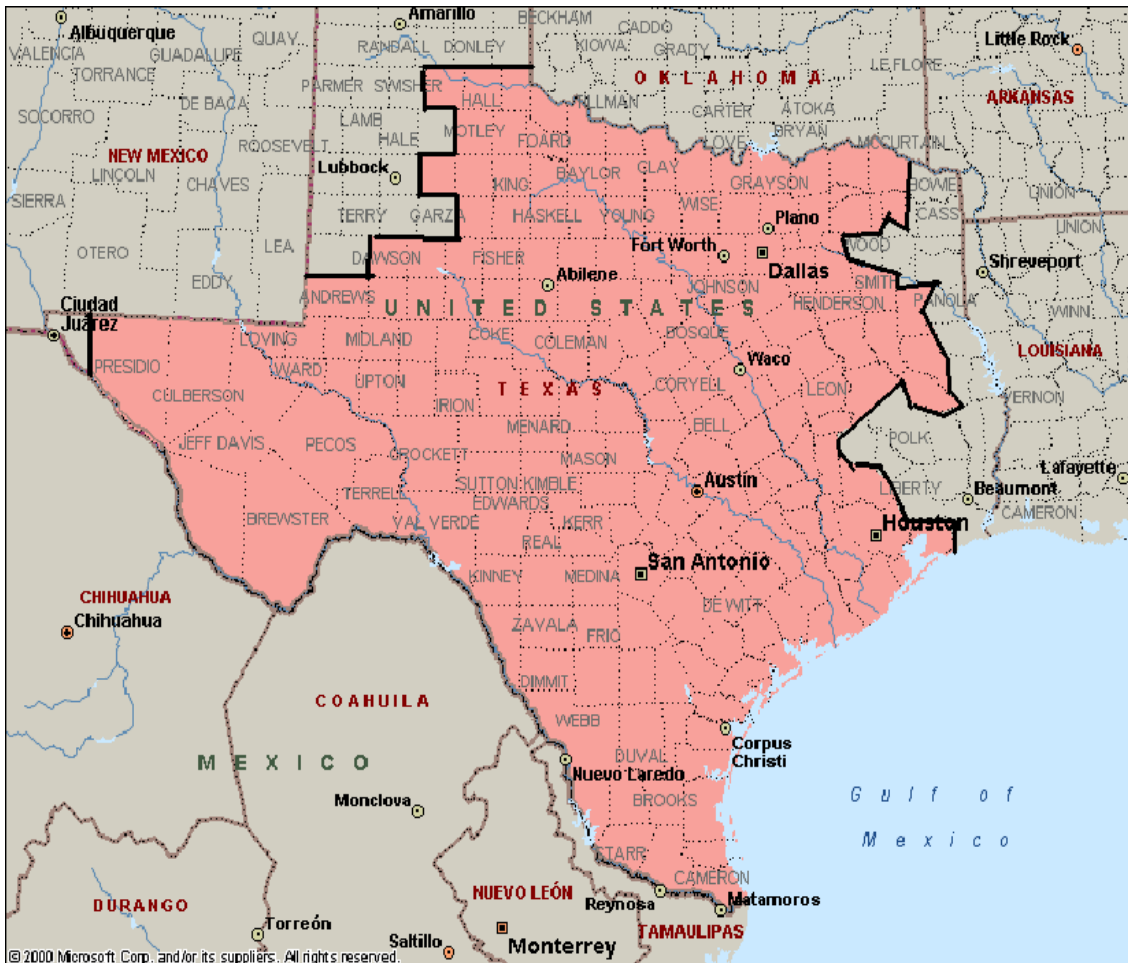 Amarillo
BECKHAM
CADDO
Albuquerque
QUAY
VALENCIA
GUADALUPE
RANDALL
DONLEY
KIOWA
GRADY
Little Rock
TORRANCE
PARMER
SWISHER
OKLAHOMA
LE FLORE
DE BACA
HALL
TILLMAN
CARTER
ATOKA
ARKANSAS
SOCORRO
LAMB
MOTLEY
FOARD
LOVE
BRYAN
MCCURTAIN
NEW MEXICO
ROOSEVELT
HALE
LINCOLN
CHAVES
Lubbock
KING
BAYLOR
CLAY
GRAYSON
BOWIE
UNION
SIERRA
TERRY
GARZA
HASKELL
YOUNG
WISE
Plano
CASS
UNION
OTERO
LEA
DAWSON
FISHER
Fort Worth
Dallas
WOOD
Shreveport
EDDY
Abilene
JOHNSON
SMITH
Ciudad
Juárez
ANDREWS
UNITED STATES
HENDERSON
PANOLA
WINN
LOVING
MIDLAND
COKE
COLEMAN
BOSQUE
LOUISIANA
PRESIDIO
WARD
UPTON
TEXAS
CORYELL
Waco
LEON
VERNON
CULBERSON
IRION
JEFF DAVIS
PECOS
MENARD
BELL
POLK
CROCKETT
MASON
Lafayette
TERRELL
SUTTON
KIMBLE
EDWARDS
Austin
LIBERTY
Beaumont
CAMERON
BREWSTER
VAL VERDE
KERR
Houston
REAL
San Antonio
KINNEY
MEDINA
CHIHUAHUA
DE WITT
Chihuahua
ZAVALA
FRIO
DIMMIT
COAHUILA
WEBB
Corpus
Christi
MEXICO
DUVAL
Nuevo Laredo
Monclova
BROOKS
Gulf of
Mexico
STARR
CAMERON
DURANGO
NUEVO LEÓN
Reynosa
Matamoros
Torreón
TAMAULIPAS
Saltillo
Monterrey
© 2000 Microsoft Corp. and/or its suppliers. All rights reserved.